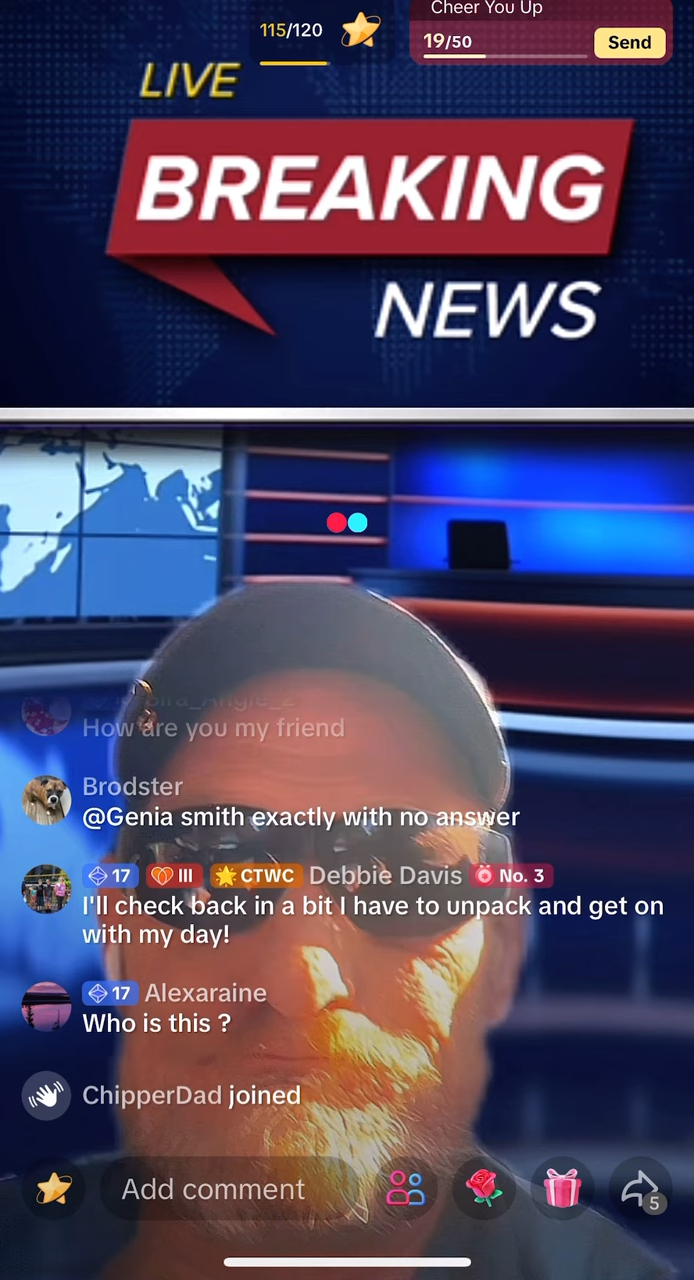 Cheer You Up
115/120
19/50
Send
LIVE
BREAKING
NEWS
How are you my friend
Brodster
@Genia smith exactly with no answer
17 III CTWC Debbie Davis No. 3
I'll check back in a bit I have to unpack and get on
with my day!
17 Alexaraine
Who is this ?
ChipperDad joined
Add comment
5